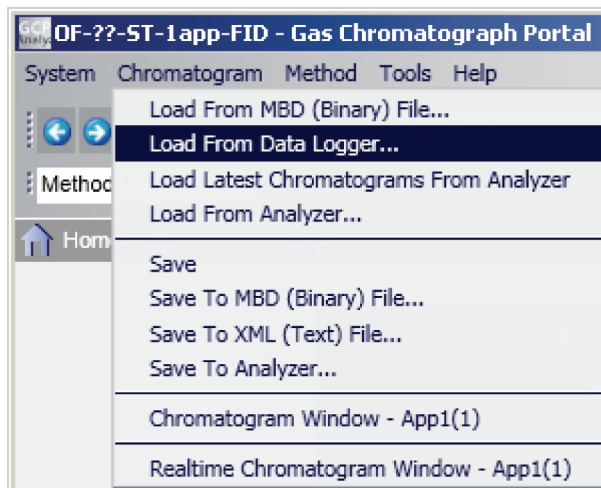 OF-??-ST-1app-FID - Gas Chromatograph Portal
System Chromatogram Method Tools Help
Load From MBD (Binary) File...
Load From Data Logger...
Load Latest Chromatograms From Analyzer
Load From Analyzer...
Save
Save To MBD (Binary) File...
Save To XML (Text) File...
Save To Analyzer...
Chromatogram Window - App1(1)
Realtime Chromatogram Window - App1(1)